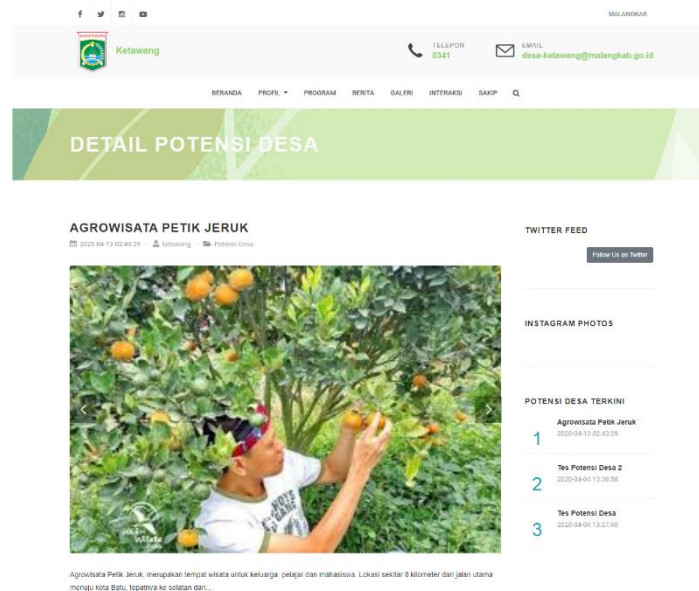 MALANGKAB
Ketawang
TELEPON
0341
EMAIL
desa-ketawang@malangkab.go.id
BERANDA PROFIL PROGRAM BERITA GALERI INTERAKSI SAKIP
DETAIL POTENSI DESA
AGROWISATA PETIK JERUK
2020-04-13 02:43:29 - ketawang - Potensi Desa
Agrowisata Petik Jeruk, merupakan tempat wisata untuk keluarga, pelajar dan mahasiswa. Lokasi sekitar 8 kilometer dari jalan utama
menuju kota Batu, tepatnya ke selatan dari...
TWITTER FEED
Follow Us on Twitter
INSTAGRAM PHOTOS
POTENSI DESA TERKINI
1
Agrowisata Petik Jeruk
2020-04-13 02:43:29
2
Tes Potensi Desa 2
2020-04-04 13:38:58
3
Tes Potensi Desa
2020-04-04 13:27:48